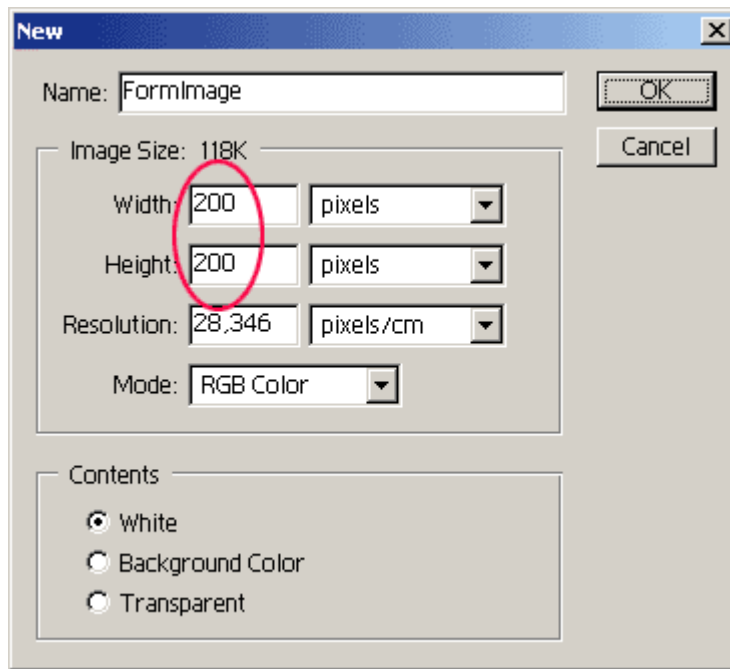 New
Name: FormImage
OK
Image Size: 118K
Cancel
Width: 200 pixels
Height: 200 pixels
Resolution: 28,346 pixels/cm
Mode: RGB Color
Contents
White
Background Color
Transparent